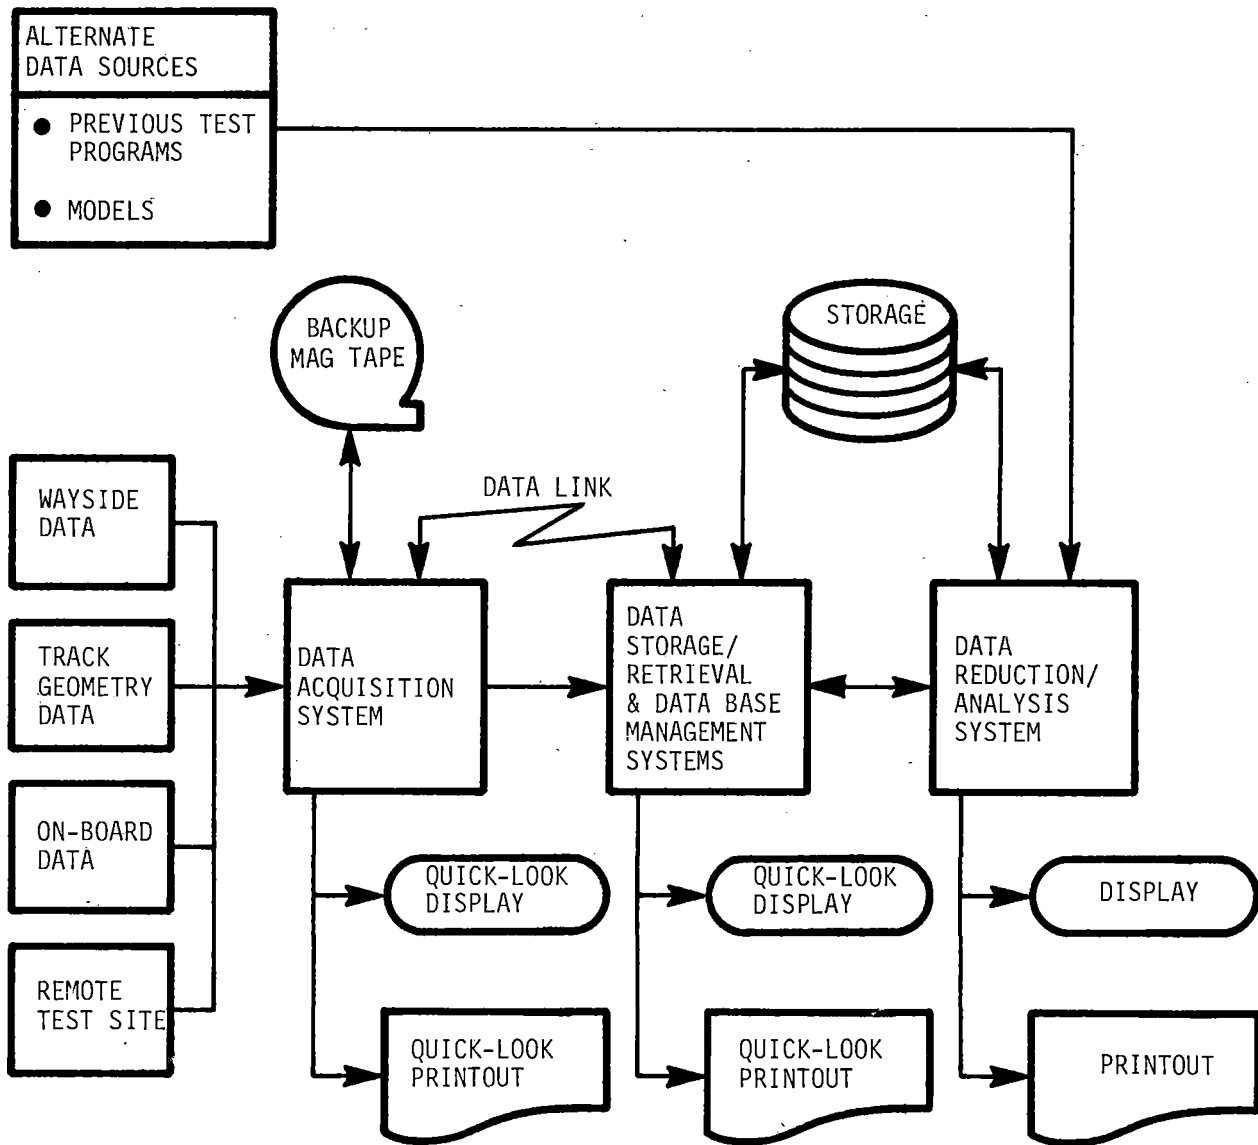 ALTERNATE
DATA SOURCES
● PREVIOUS TEST
PROGRAMS
● MODELS
BACKUP
MAG TAPE
STORAGE
DATA LINK
WAYSIDE
DATA
TRACK
GEOMETRY
DATA
ON-BOARD
DATA
REMOTE
TEST SITE
DATA
ACQUISITION
SYSTEM
DATA
STORAGE/
RETRIEVAL
& DATA BASE
MANAGEMENT
SYSTEMS
DATA
REDUCTION/
ANALYSIS
SYSTEM
QUICK-LOOK
DISPLAY
QUICK-LOOK
DISPLAY
DISPLAY
QUICK-LOOK
PRINTOUT
QUICK-LOOK
PRINTOUT
PRINTOUT